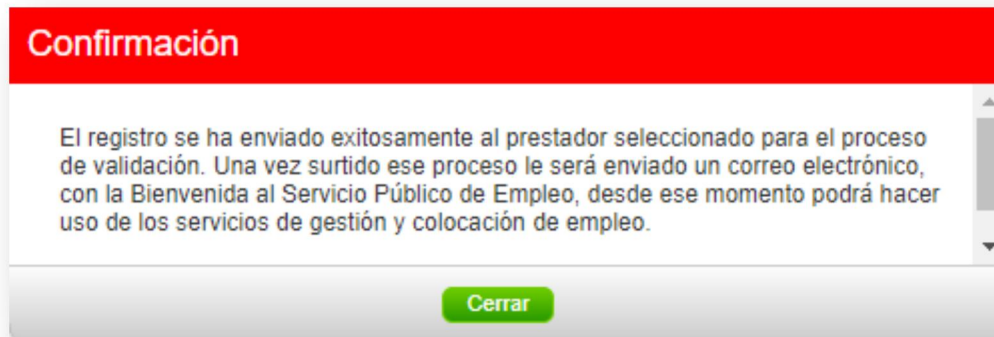 Confirmación
El registro se ha enviado exitosamente al prestador seleccionado para el proceso
de validación. Una vez surtido ese proceso le será enviado un correo electrónico,
con la Bienvenida al Servicio Público de Empleo, desde ese momento podrá hacer
uso de los servicios de gestión y colocación de empleo.
Cerrar